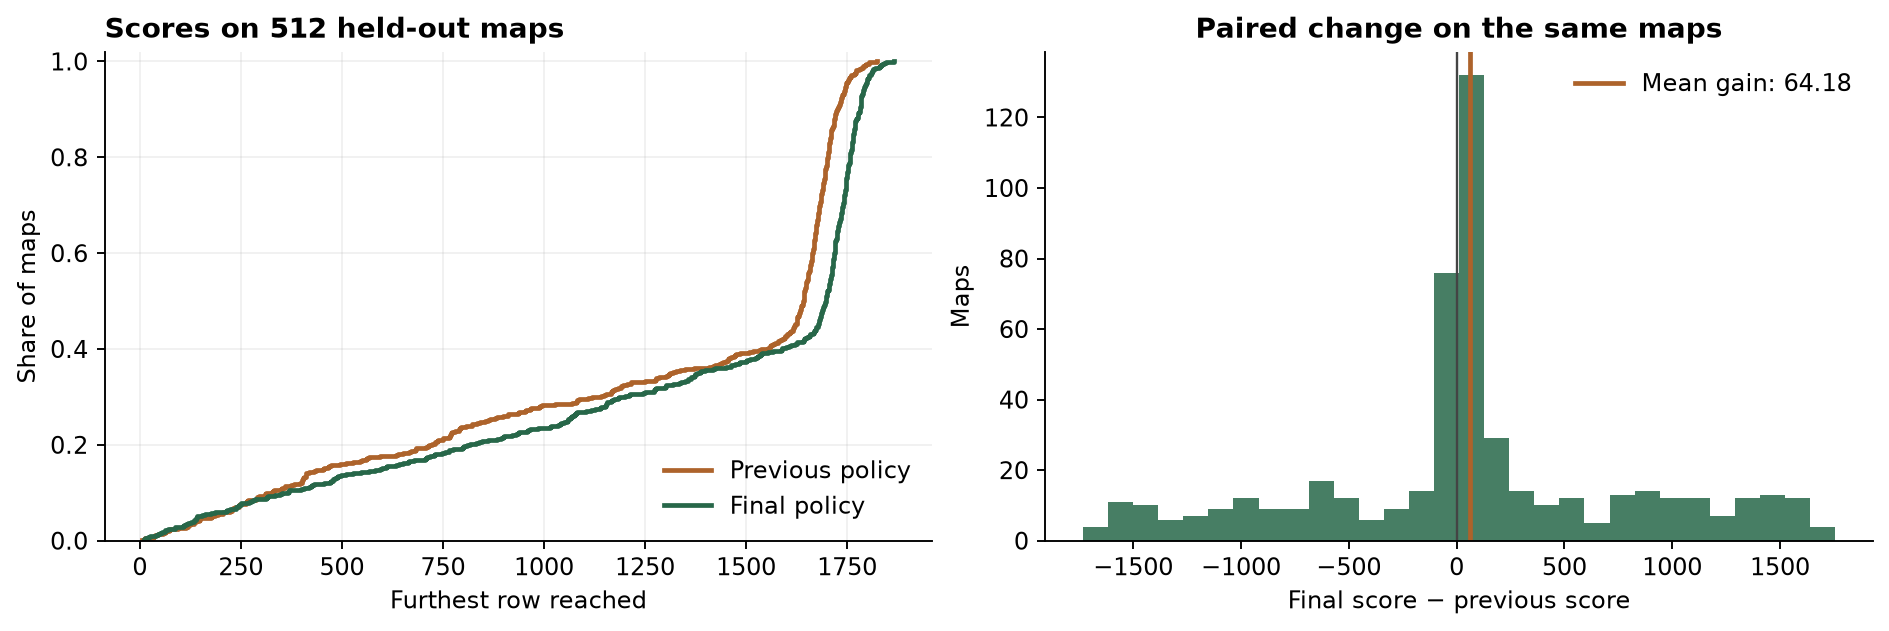 Scores on 512 held-out maps
Share of maps
1.0
0.8
0.6
0.4
0.2
0.0
Previous policy
Final policy
0 250 500 750 1000 1250 1500 1750
Furthest row reached
Paired change on the same maps
Maps
120
100
80
60
40
20
0
Mean gain: 64.18
−1500 −1000 −500 0 500 1000 1500
Final score − previous score